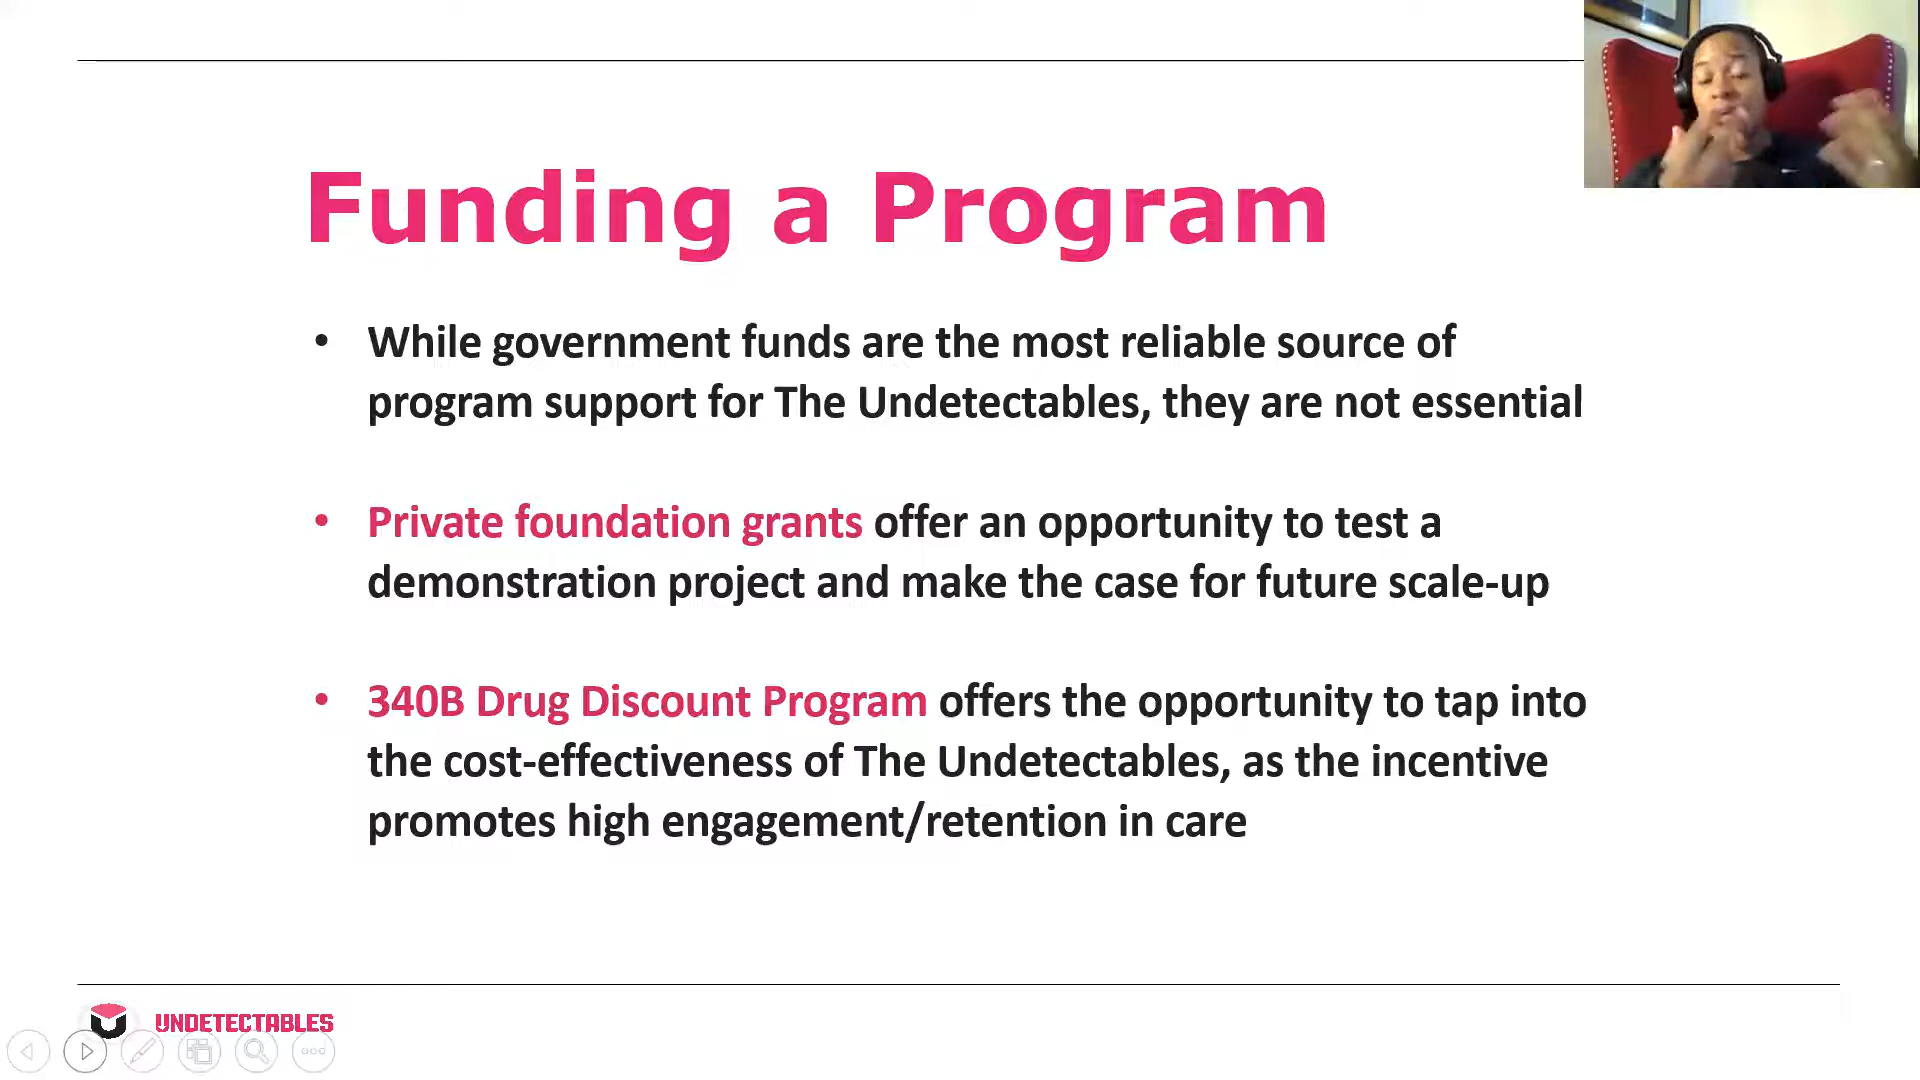 Funding a Program
• While government funds are the most reliable source of
program support for The Undetectables, they are not essential
• Private foundation grants offer an opportunity to test a
demonstration project and make the case for future scale-up
• 340B Drug Discount Program offers the opportunity to tap into
the cost-effectiveness of The Undetectables, as the incentive
promotes high engagement/retention in care
UNDETECTABLES